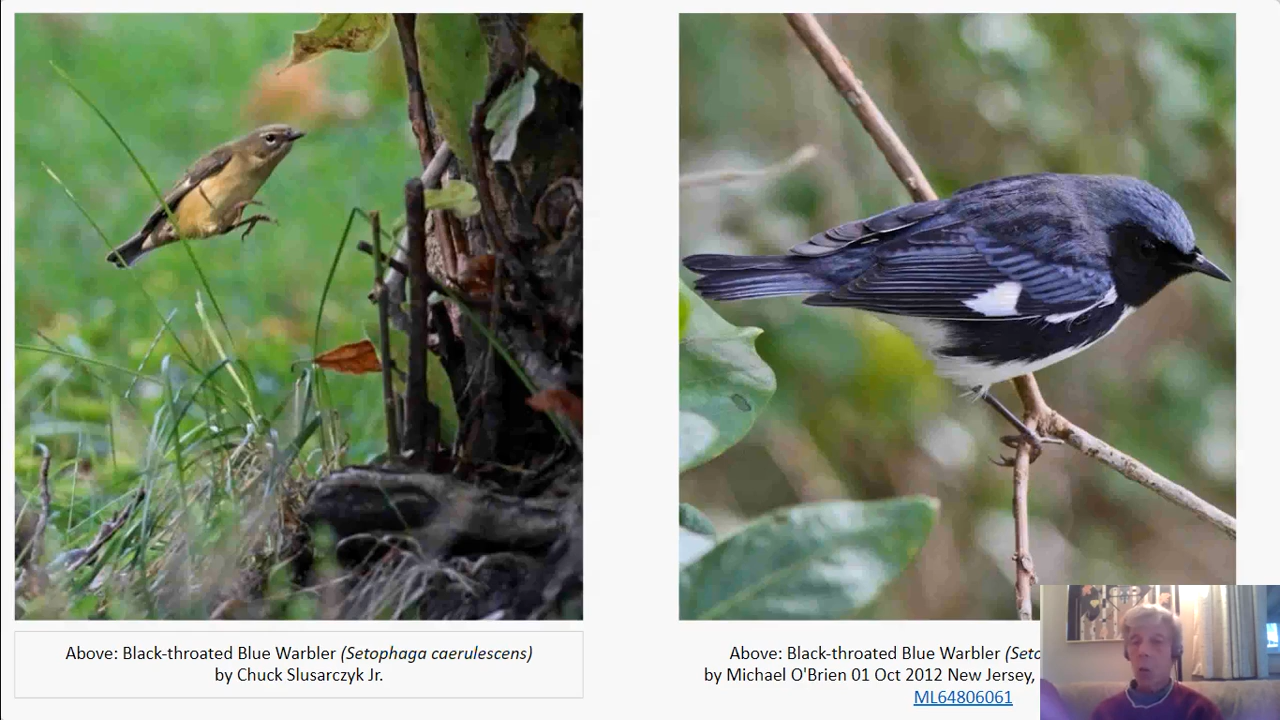 Above: Black-throated Blue Warbler (Setophaga caerulescens)
by Chuck Slusarczyk Jr.
Above: Black-throated Blue Warbler (Seto
by Michael O'Brien 01 Oct 2012 New Jersey,
ML64806061